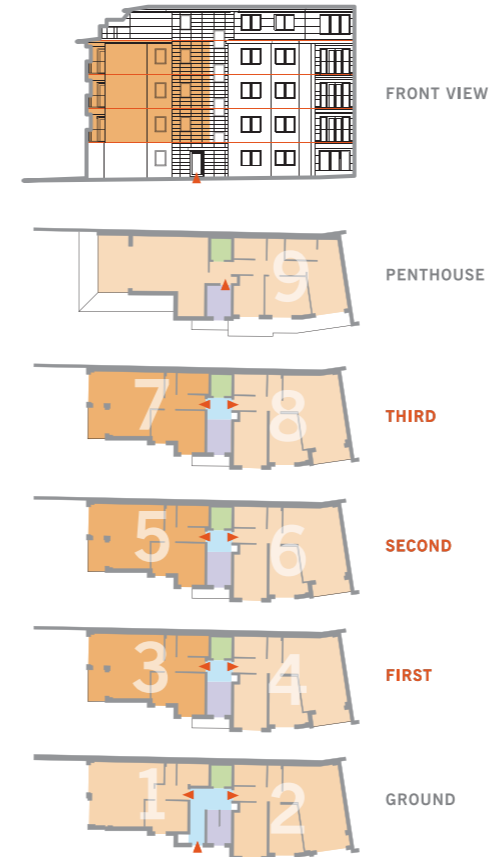 FRONT VIEW
9
PENTHOUSE
7 8
THIRD
5 6
SECOND
3 4
FIRST
1 2
GROUND